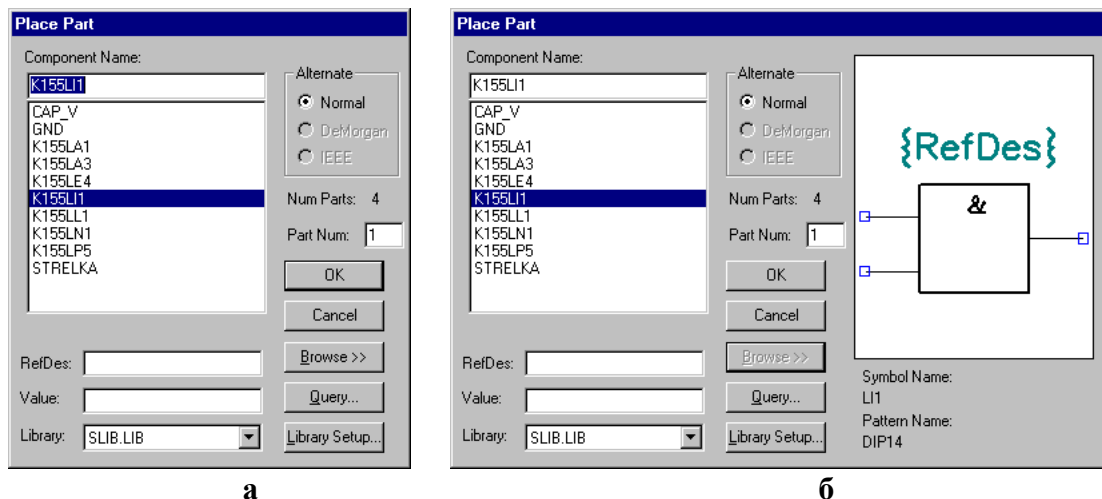 Place Part
Component Name:
K155LI1
CAP_V
GND
K155LA1
K155LA3
K155LE4
K155LI1
K155LL1
K155LN1
K155LP5
STRELKA
Alternate
Normal
DeMorgan
IEEE
Num Parts: 4
Part Num: 1
OK
Cancel
Browse >>
Query...
Library Setup...
RefDes:
Value:
Library: SLIB.LIB
а
Place Part
Component Name:
K155LI1
CAP_V
GND
K155LA1
K155LA3
K155LE4
K155LI1
K155LL1
K155LN1
K155LP5
STRELKA
Alternate
Normal
DeMorgan
IEEE
Num Parts: 4
Part Num: 1
OK
Cancel
Browse >>
Query...
Library Setup...
RefDes:
Value:
Library: SLIB.LIB
{RefDes}
&
Symbol Name:
LI1
Pattern Name:
DIP14
б